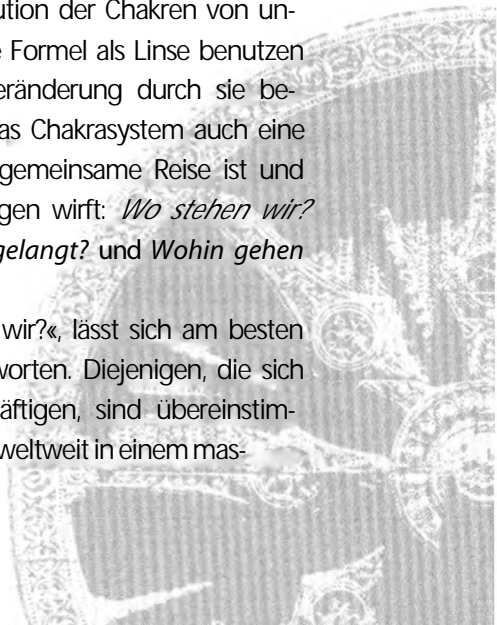 ution der Chakren von un-
e Formel als Linse benutzen
eränderung durch sie be-
as Chakrasystem auch eine
gemeinsame Reise ist und
gen wirft: Wo stehen wir?
gelangt? und Wohin gehen
wir?«, lässt sich am besten
worten. Diejenigen, die sich
äftigen, sind übereinstim-
weltweit in einem mas-